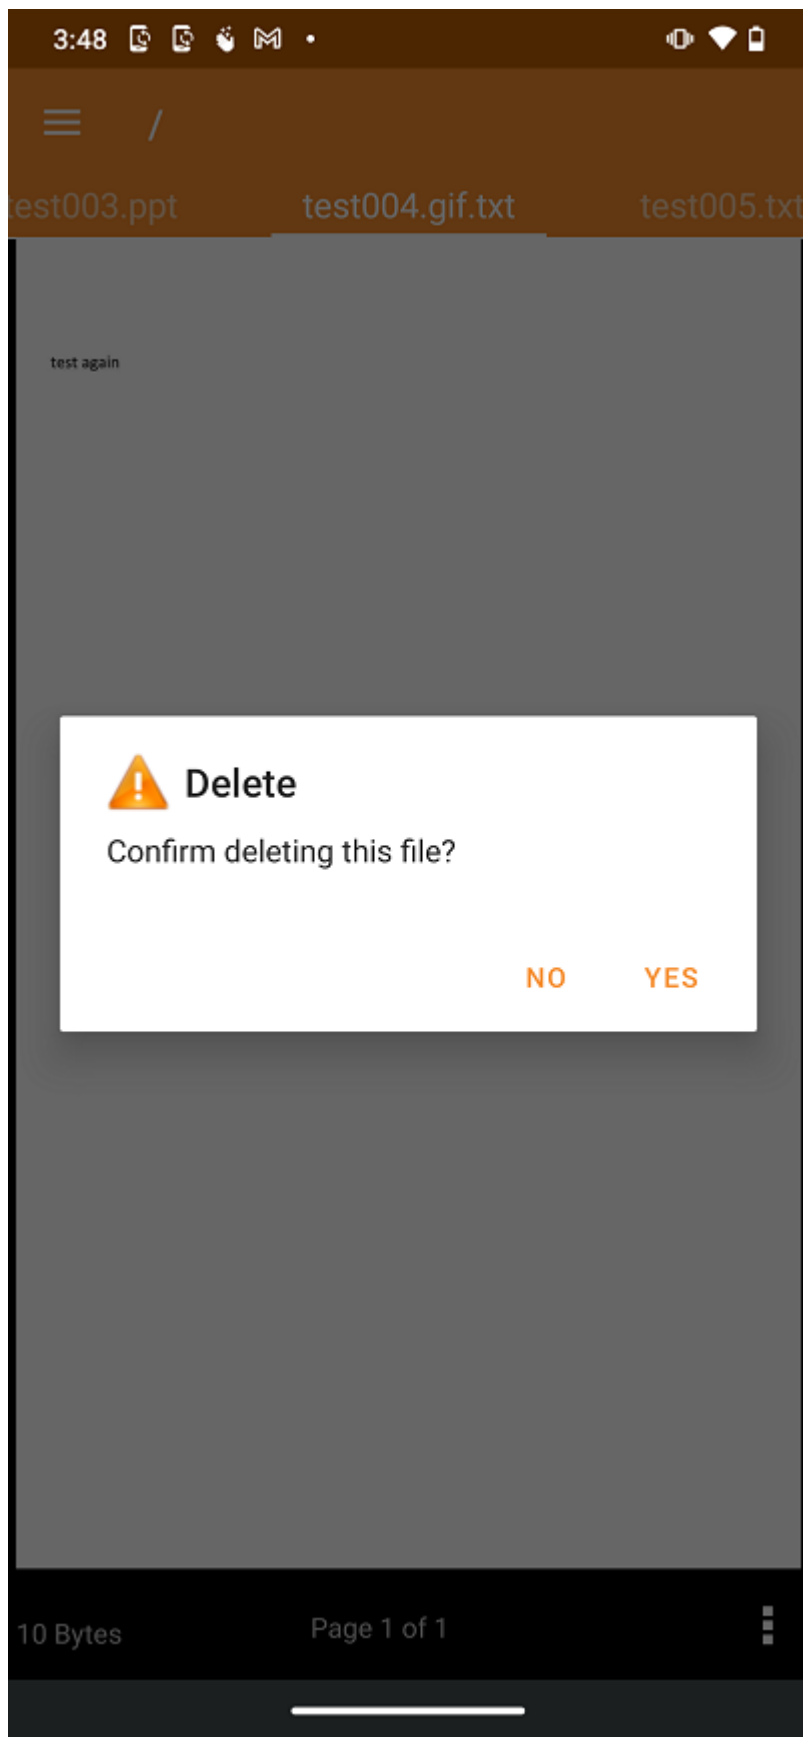 3:48
/
test003.ppt test004.gif.txt test005.txt
test again
Delete
Confirm deleting this file?
NO YES
10 Bytes Page 1 of 1